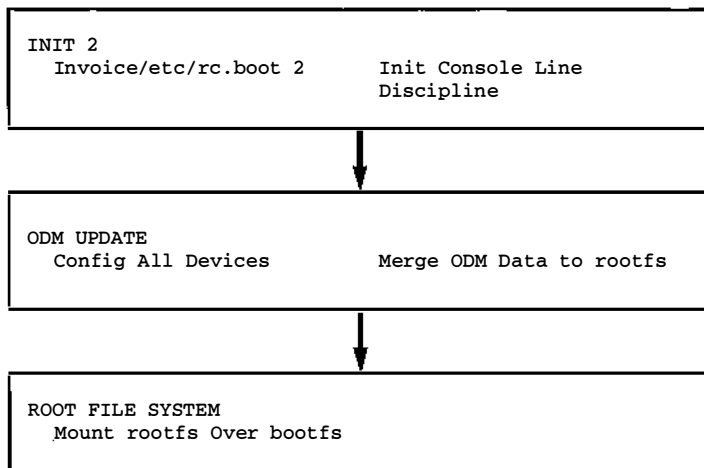 INIT 2
Invoice/etc/rc.boot 2 Init Console Line
Discipline
ODM UPDATE
Config All Devices Merge ODM Data to rootfs
ROOT FILE SYSTEM
Mount rootfs Over bootfs